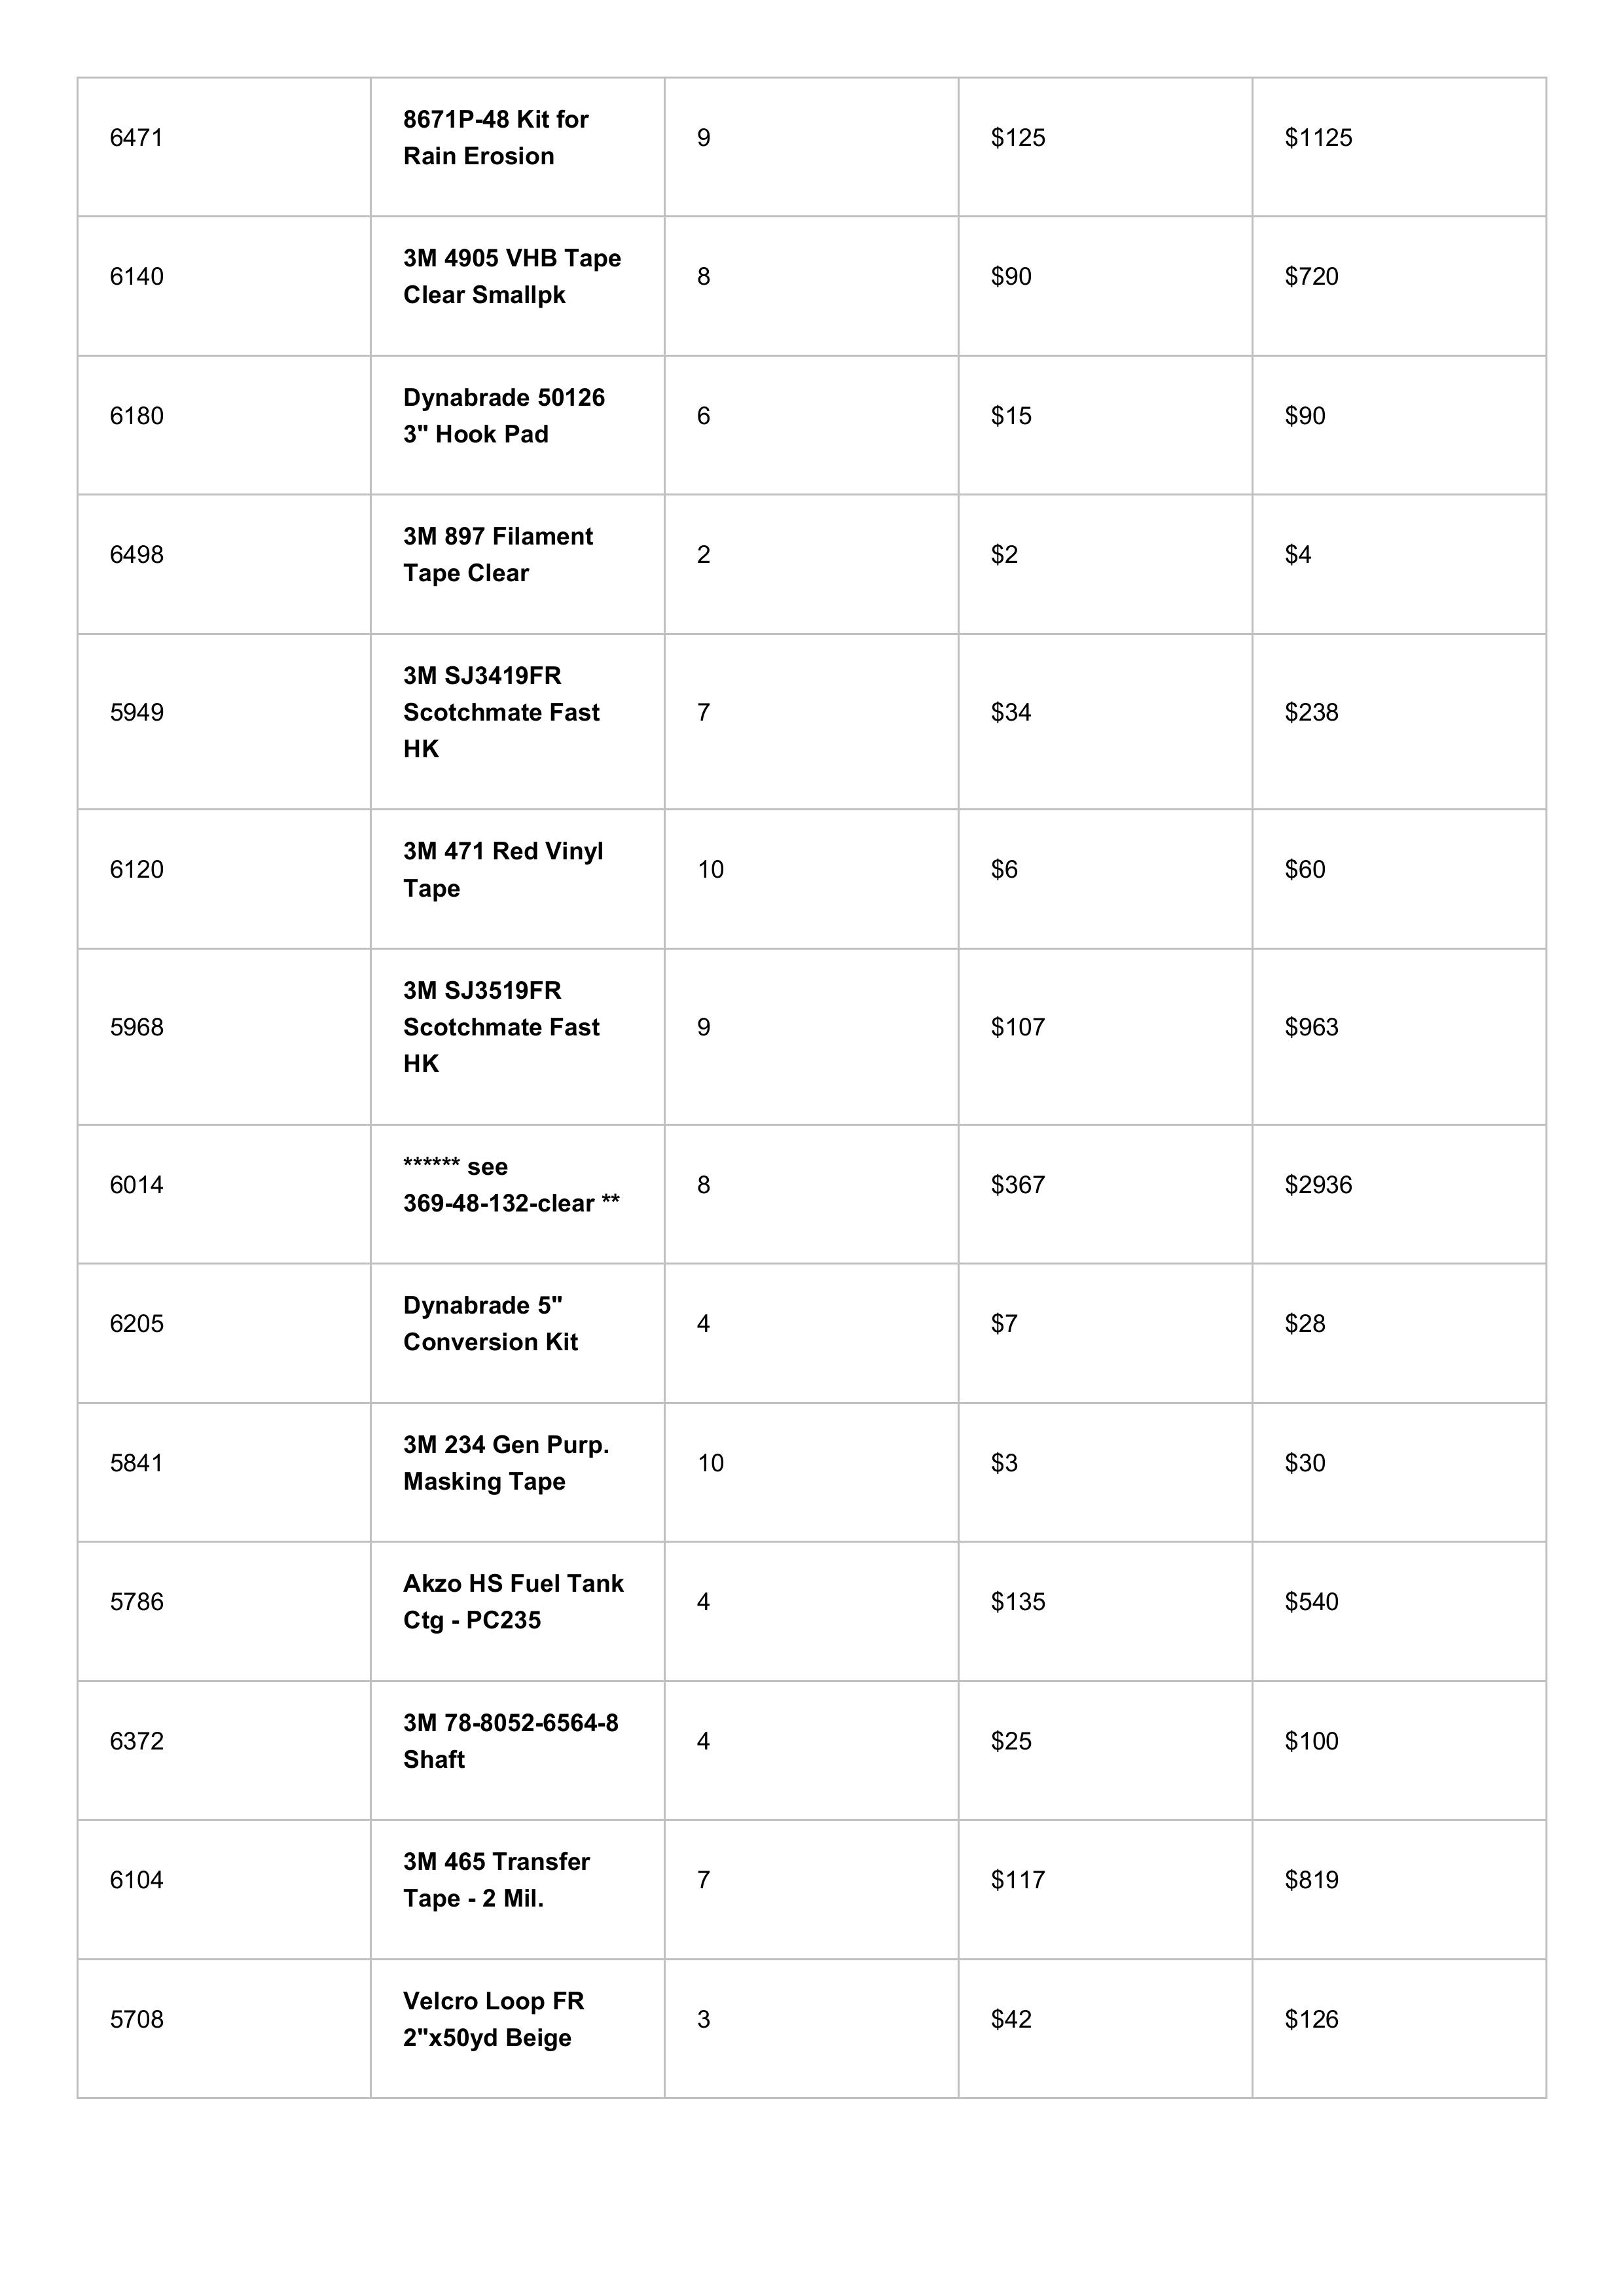 6471
8671P-48 Kit for
Rain Erosion
9
$125
$1125
6140
3M 4905 VHB Tape
Clear Smallpk
8
$90
$720
6180
Dynabrade 50126
3" Hook Pad
6
$15
$90
6498
3M 897 Filament
Tape Clear
2
$2
$4
5949
3M SJ3419FR
Scotchmate Fast
HK
7
$34
$238
6120
3M 471 Red Vinyl
Tape
10
$6
$60
5968
3M SJ3519FR
Scotchmate Fast
HK
9
$107
$963
6014
****** see
369-48-132-clear **
8
$367
$2936
6205
Dynabrade 5"
Conversion Kit
4
$7
$28
5841
3M 234 Gen Purp.
Masking Tape
10
$3
$30
5786
Akzo HS Fuel Tank
Ctg - PC235
4
$135
$540
6372
3M 78-8052-6564-8
Shaft
4
$25
$100
6104
3M 465 Transfer
Tape - 2 Mil.
7
$117
$819
5708
Velcro Loop FR
2"x50yd Beige
3
$42
$126